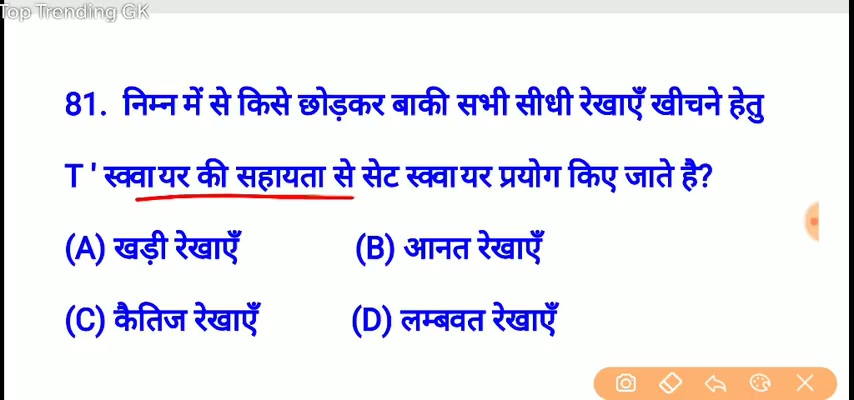 Top Trending GK
81. निम्न में से किसे छोड़कर बाकी सभी सीधी रेखाएँ खीचने हेतु
T ' स्क्वायर की सहायता से सेट स्क्वायर प्रयोग किए जाते है?
(A) खड़ी रेखाएँ (B) आनत रेखाएँ
(C) कैतिज रेखाएँ (D) लम्बवत रेखाएँ